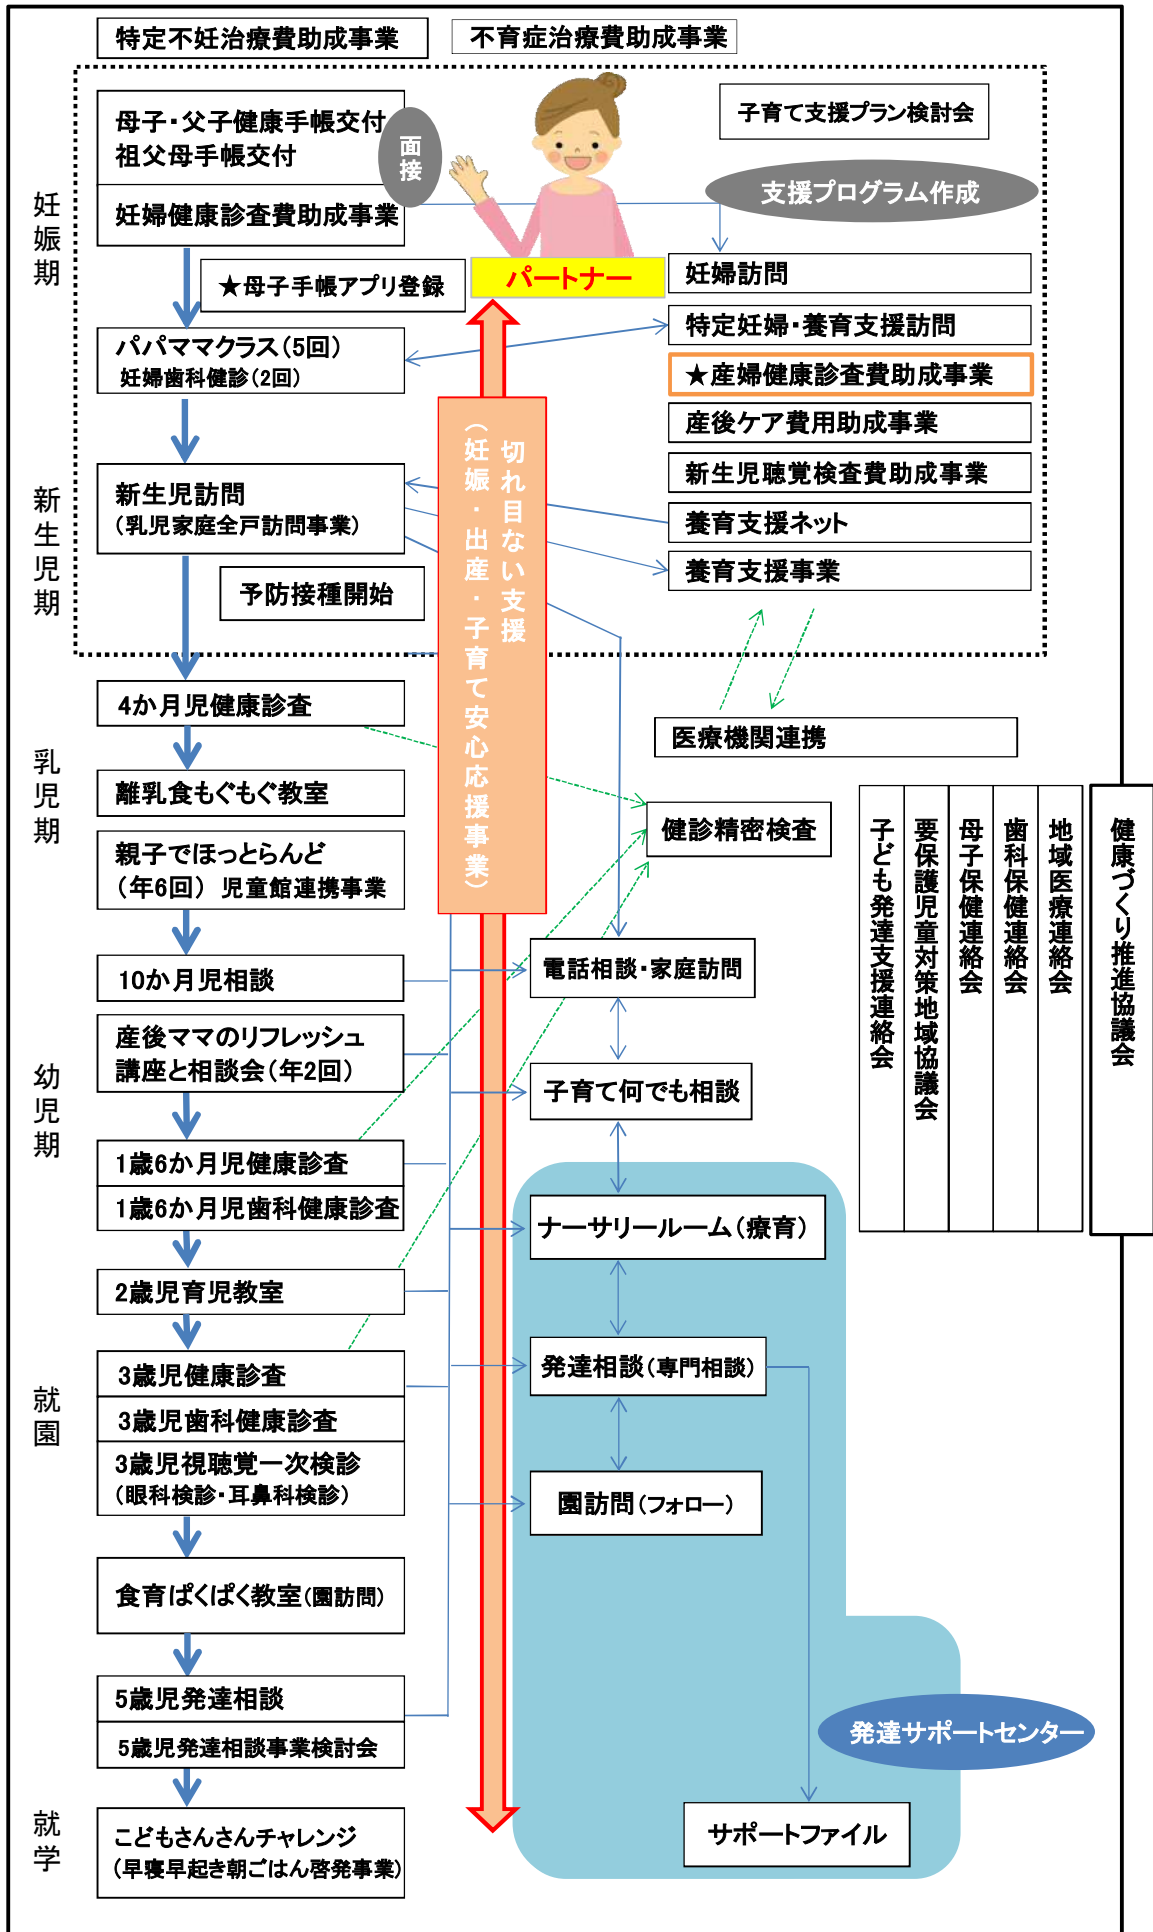 特定不妊治療費助成事業
不育症治療費助成事業
母子・父子健康手帳交付
祖父母手帳交付
面接
子育て支援プラン検討会
支援プログラム作成
妊婦健康診査費助成事業
妊娠期
★母子手帳アプリ登録
パートナー
妊婦訪問
特定妊婦・養育支援訪問
パパママクラス(5回)
妊婦歯科健診(2回)
★産婦健康診査費助成事業
産後ケア費用助成事業
新生児聴覚検査費助成事業
養育支援ネット
養育支援事業
切れ目ない支援
(妊娠・出産・子育て安心応援事業)
新生児期
新生児訪問
(乳児家庭全戸訪問事業)
予防接種開始
4か月児健康診査
医療機関連携
乳児期
離乳食もぐもぐ教室
健診精密検査
親子でほっとらんど
(年6回) 児童館連携事業
子ども発達支援連絡会
要保護児童対策地域協議会
母子保健連絡会
歯科保健連絡会
地域医療連絡会
健康づくり推進協議会
10か月児相談
電話相談・家庭訪問
産後ママのリフレッシュ
講座と相談会(年2回)
子育て何でも相談
幼児期
1歳6か月児健康診査
1歳6か月児歯科健康診査
ナーサリールーム(療育)
2歳児育児教室
3歳児健康診査
発達相談(専門相談)
就園
3歳児歯科健康診査
3歳児視聴覚一次検診
(眼科検診・耳鼻科検診)
園訪問(フォロー)
食育ぱくぱく教室(園訪問)
5歳児発達相談
5歳児発達相談事業検討会
発達サポートセンター
就学
こどもさんさんチャレンジ
(早寝早起き朝ごはん啓発事業)
サポートファイル